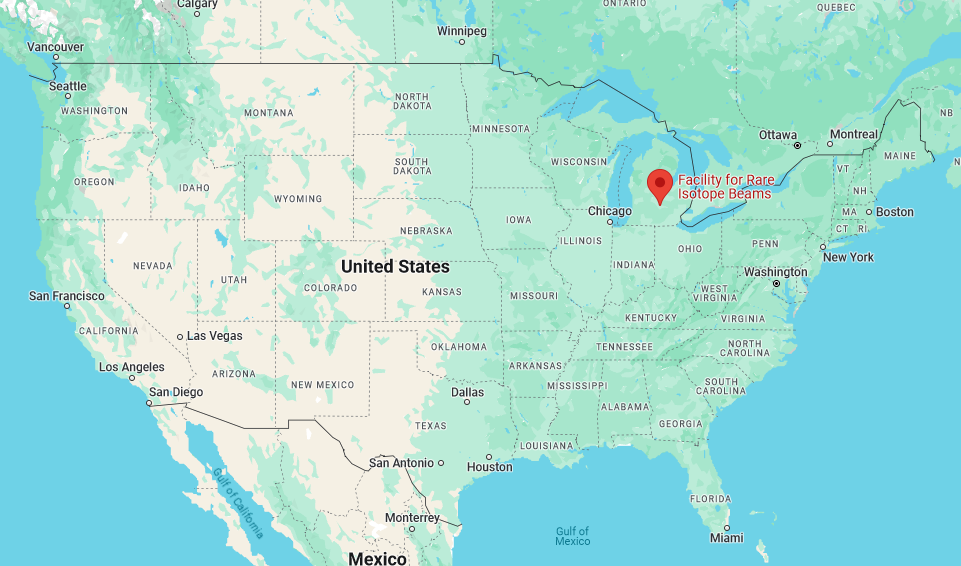 Calgary
ONTARIO
QUEBEC
Winnipeg
Vancouver
Seattle
WASHINGTON
MONTANA
NORTH
DAKOTA
MINNESOTA
Ottawa
Montreal
NB
MAINE
N
OREGON
IDAHO
SOUTH
DAKOTA
WISCONSIN
VT
NH
WYOMING
Facility for Rare
Isotope Beams
Chicago
MA
Boston
CT
RI
IOWA
NEBRASKA
ILLINOIS
OHIO
PENN
New York
NEVADA
UTAH
United States
INDIANA
Washington
COLORADO
KANSAS
MISSOURI
WEST
VIRGINIA
San Francisco
CALIFORNIA
KENTUCKY
VIRGINIA
Las Vegas
OKLAHOMA
TENNESSEE
NORTH
CAROLINA
Los Angeles
ARIZONA
NEW MEXICO
ARKANSAS
San Diego
Dallas
MISSISSIPPI
SOUTH
CAROLINA
ALABAMA
TEXAS
GEORGIA
LOUISIANA
San Antonio
Houston
Gulf of California
FLORIDA
Monterrey
Gulf of
Mexico
Miami
Mexico